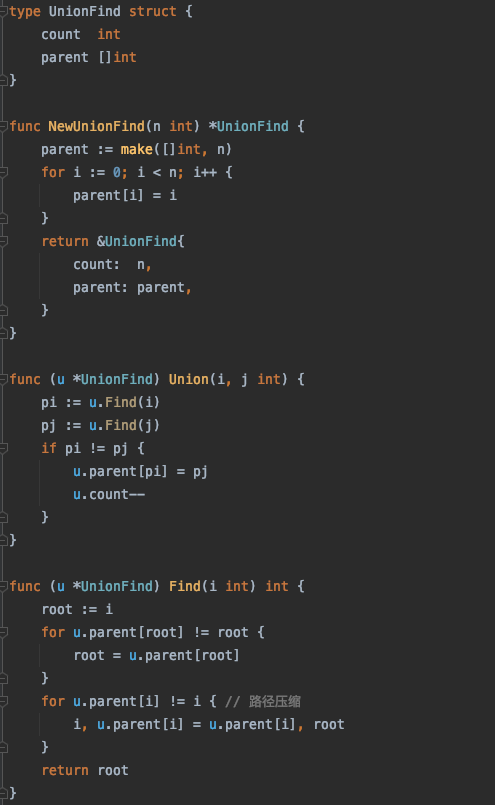 type UnionFind struct {
    count  int
    parent []int
}

func NewUnionFind(n int) *UnionFind {
    parent := make([]int, n)
    for i := 0; i < n; i++ {
        parent[i] = i
    }
    return &UnionFind{
        count:  n,
        parent: parent,
    }
}

func (u *UnionFind) Union(i, j int) {
    pi := u.Find(i)
    pj := u.Find(j)
    if pi != pj {
        u.parent[pi] = pj
        u.count--
    }
}

func (u *UnionFind) Find(i int) int {
    root := i
    for u.parent[root] != root {
        root = u.parent[root]
    }
    for u.parent[i] != i { // 路径压缩
        i, u.parent[i] = u.parent[i], root
    }
    return root
}